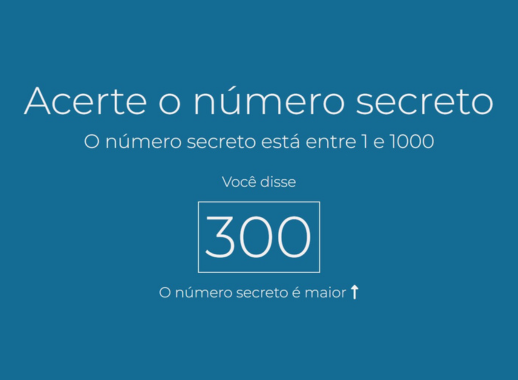 Acerte o número secreto
O número secreto está entre 1 e 1000
Você disse
300
O número secreto é maior ↑